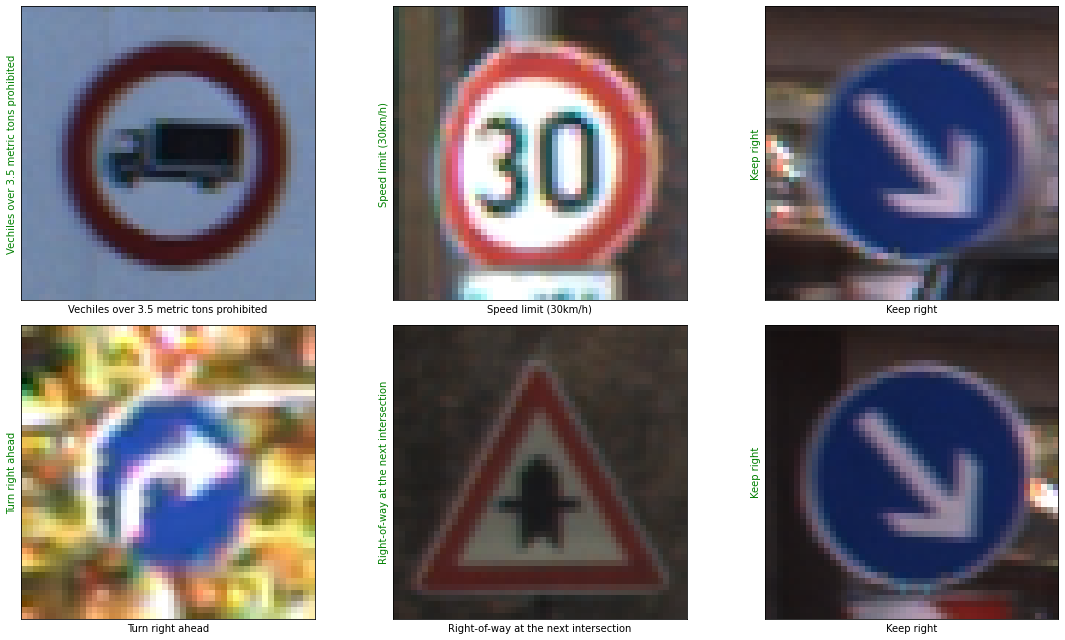 Vechiles over 3.5 metric tons prohibited
Vechiles over 3.5 metric tons prohibited
Speed limit (30km/h)
30
Speed limit (30km/h)
Keep right
Keep right
Turn right ahead
Turn right ahead
Right-of-way at the next intersection
Right-of-way at the next intersection
Keep right
Keep right